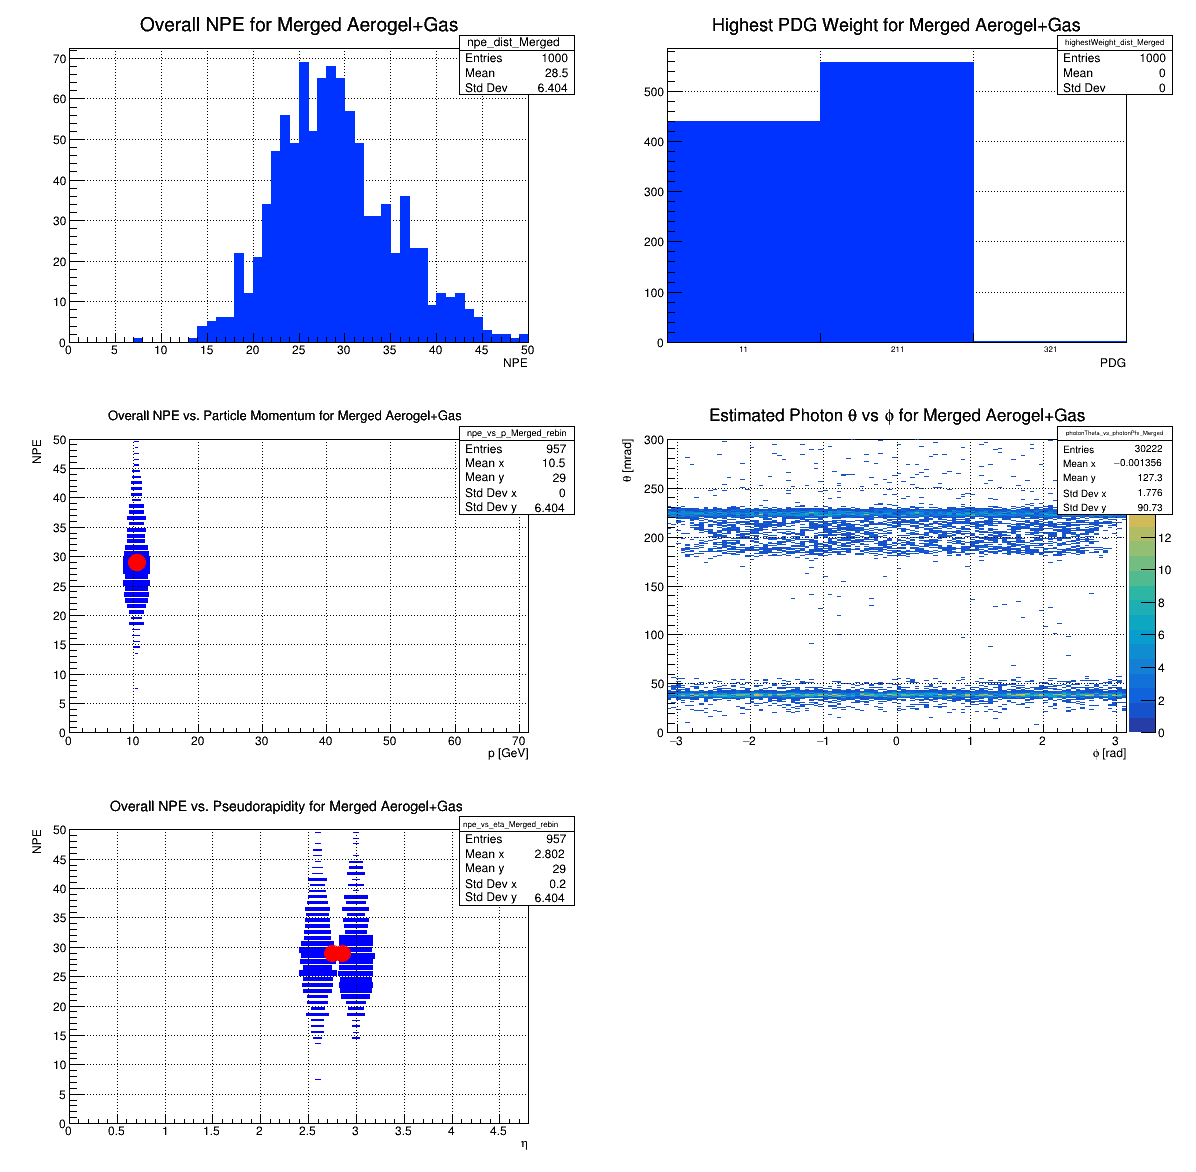 Overall NPE for Merged Aerogel+Gas
npe_dist_Merged
Entries 1000
Mean 28.5
Std Dev 6.404
70
60
50
40
30
20
10
0
0 5 10 15 20 25 30 35 40 45 50
NPE
Highest PDG Weight for Merged Aerogel+Gas
highestWeight_dist_Merged
Entries 1000
Mean 0
Std Dev 0
500
400
300
200
100
0
11 211 321
PDG
Overall NPE vs. Particle Momentum for Merged Aerogel+Gas
npe_vs_p_Merged_rebin
Entries 957
Mean x 10.5
Mean y 29
Std Dev x 0
Std Dev y 6.404
NPE
50
45
40
35
30
25
20
15
10
5
0
0 10 20 30 40 50 60 70
p [GeV]
Estimated Photon θ vs ϕ for Merged Aerogel+Gas
photonTheta_vs_photonPhi_Merged
Entries 30222
Mean x −0.001356
Mean y 127.3
Std Dev x 1.776
Std Dev y 90.73
θ [mrad]
300
250
200
150
100
50
0
−3 −2 −1 0 1 2 3
ϕ [rad]
12
10
8
6
4
2
0
Overall NPE vs. Pseudorapidity for Merged Aerogel+Gas
npe_vs_eta_Merged_rebin
Entries 957
Mean x 2.802
Mean y 29
Std Dev x 0.2
Std Dev y 6.404
NPE
50
45
40
35
30
25
20
15
10
5
0
0 0.5 1 1.5 2 2.5 3 3.5 4 4.5
η